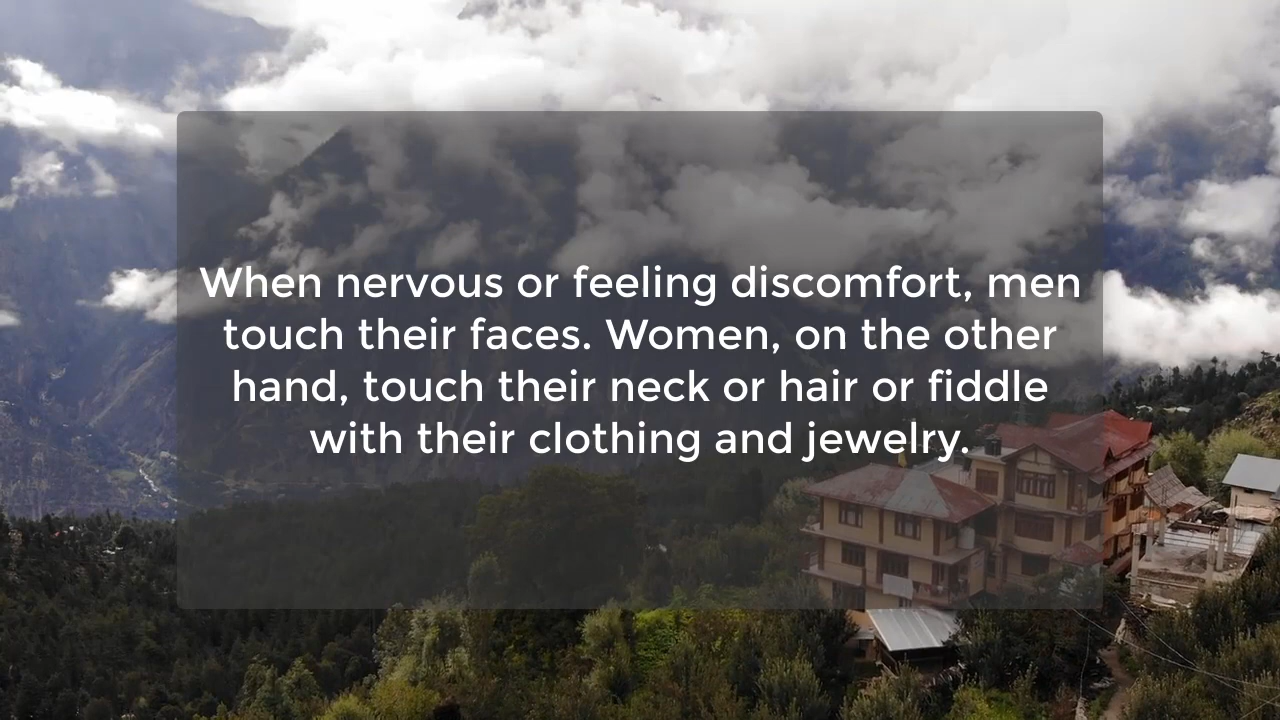 When nervous or feeling discomfort, men
touch their faces. Women, on the other
hand, touch their neck or hair or fiddle
with their clothing and jewelry.